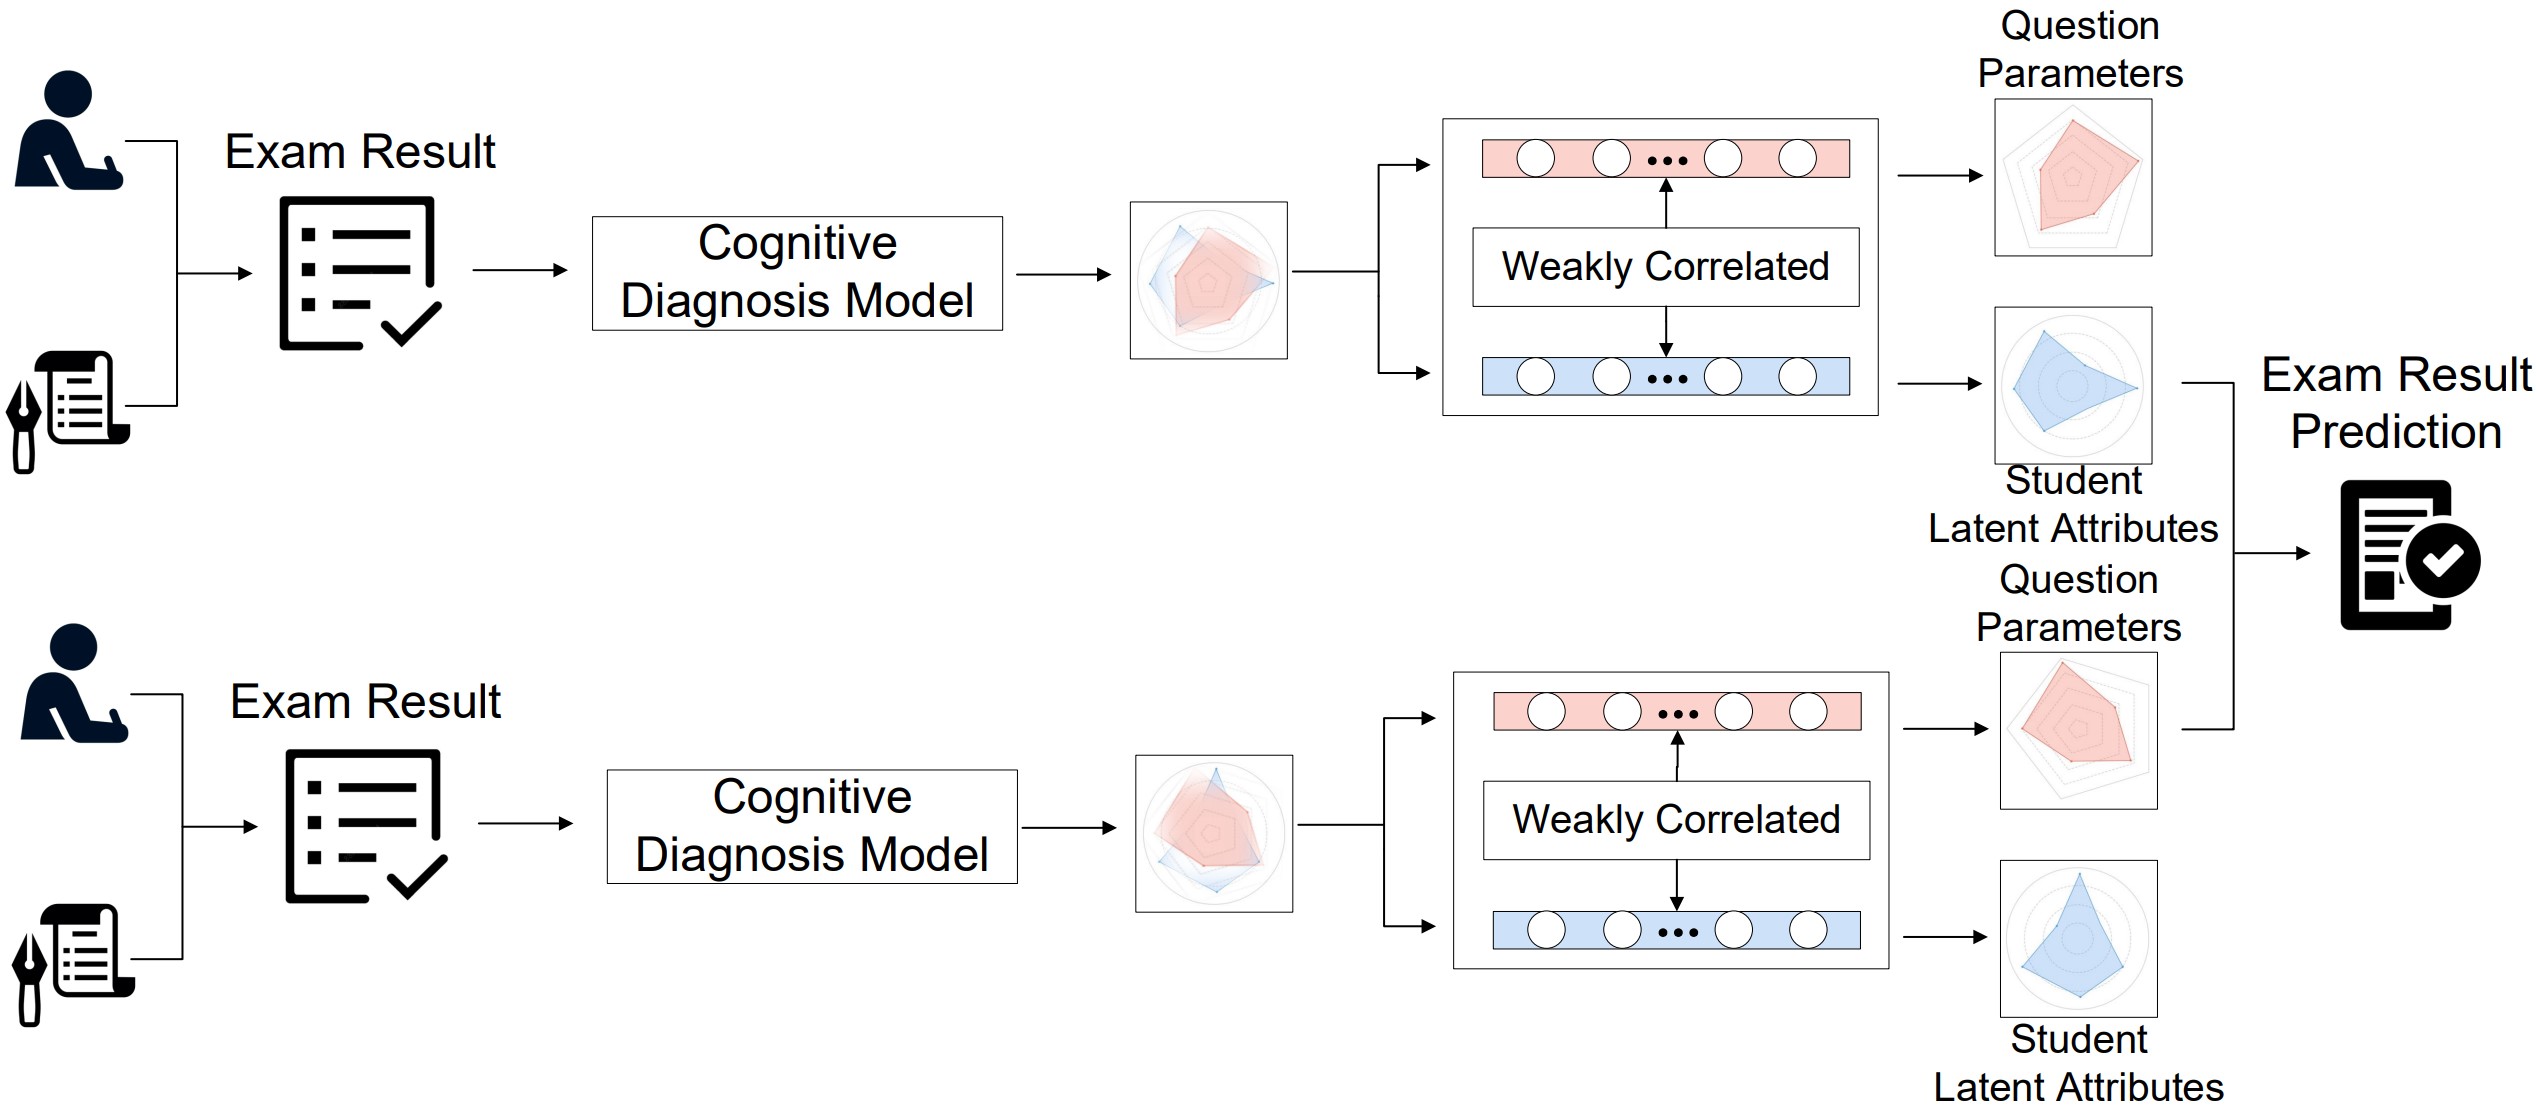 Question
Parameters
Exam Result
Cognitive
Diagnosis Model
Weakly Correlated
Student
Latent Attributes
Exam Result
Prediction
Question
Parameters
Exam Result
Cognitive
Diagnosis Model
Weakly Correlated
Student
Latent Attributes